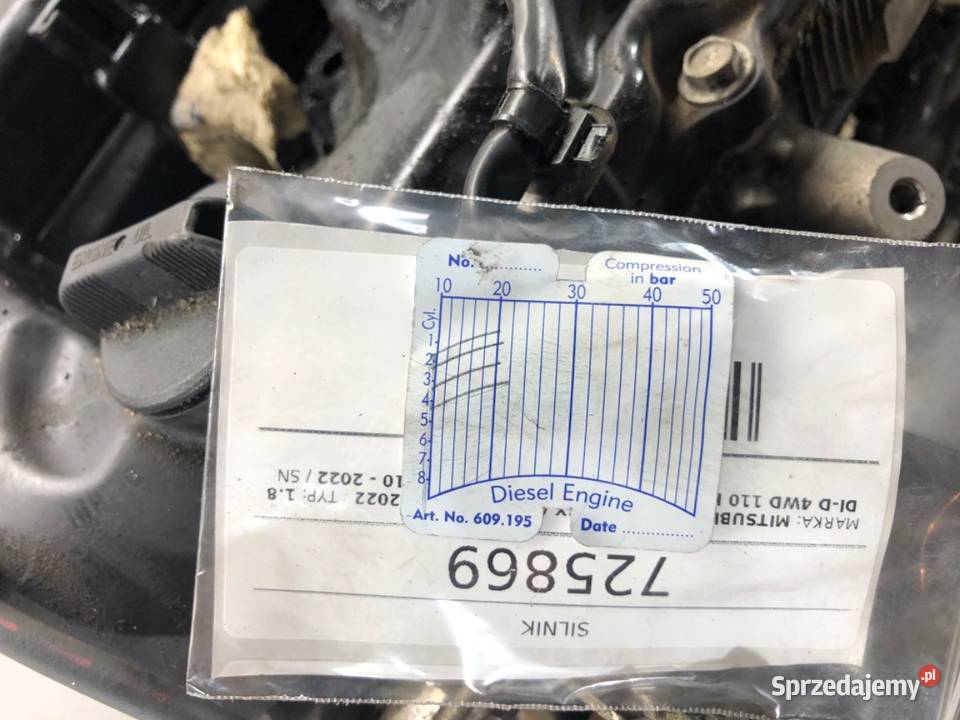 No. ............
Compression
in bar
10 20 30 40 50
Cyl.
1
2
3
4
5
6
7
8
Diesel Engine
Art. No. 609.195
Date ...............
SILNIK
725869
MARKA: MITSUBI
2022 TYP: 1.8
DI-D 4WD 110
10 - 2022 / SN
Sprzedajemy.pl